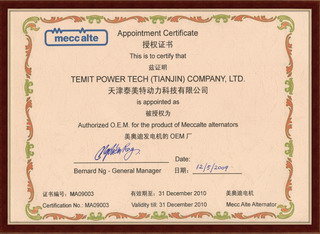 mecc alte
Appointment Certificate
授权证书
This is to certify that
兹证明
TEMIT POWER TECH (TIANJIN) COMPANY, LTD.
天津泰美特动力科技有限公司
is appointed as
被授权为
Authorized O.E.M. for the product of Meccalte alternators
美奥迪发电机的 OEM 厂
Bernard Ng - General Manager
Date:
日期: 12/5/2009
证书编号: MA09003 有效期至: 31 December 2010 美奥迪电机
Certification No.: MA09003 Validity till: 31 December 2010 Mecc Alte Alternator